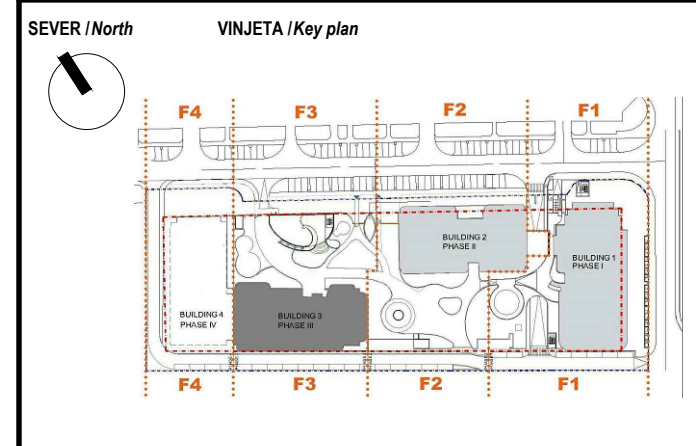 SEVER /North VINJETA /Key plan
F4 F3 F2 F1
BUILDING 2
PHASE II
BUILDING 1
PHASE I
BUILDING 4
PHASE IV
BUILDING 3
PHASE III
F4 F3 F2 F1